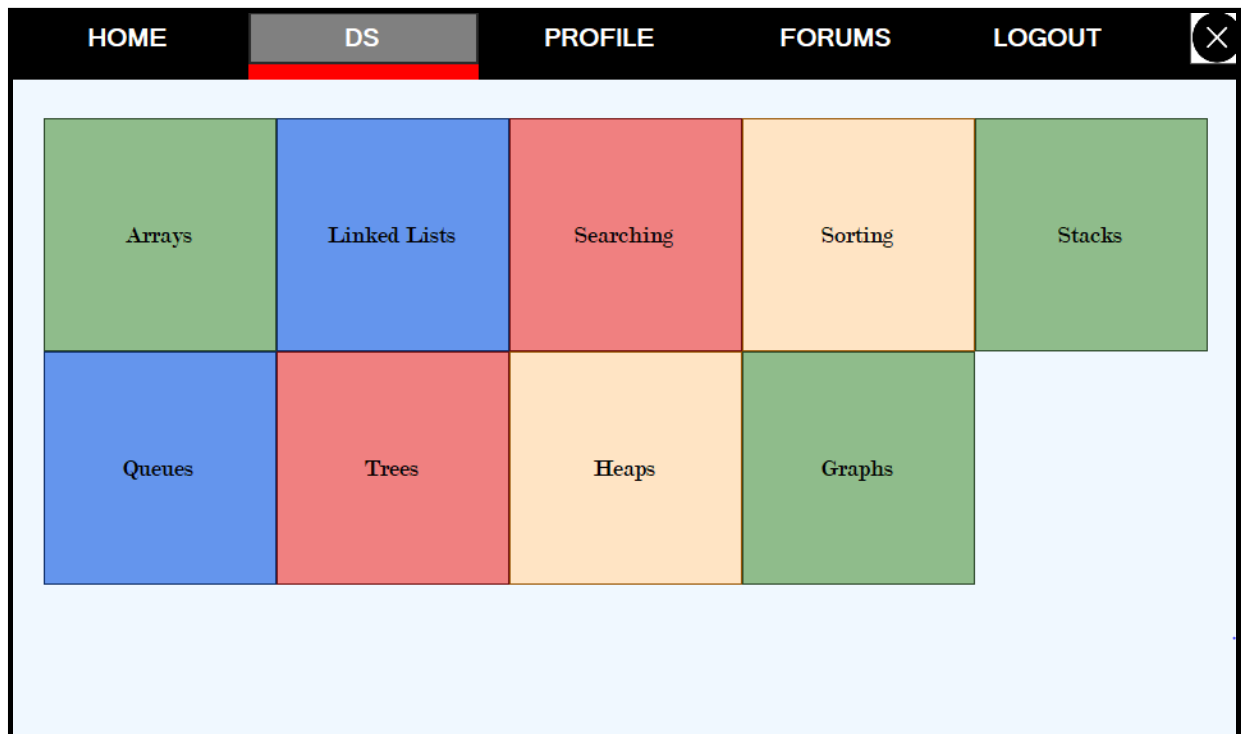 HOME DS PROFILE FORUMS LOGOUT
Arrays Linked Lists Searching Sorting Stacks
Queues Trees Heaps Graphs